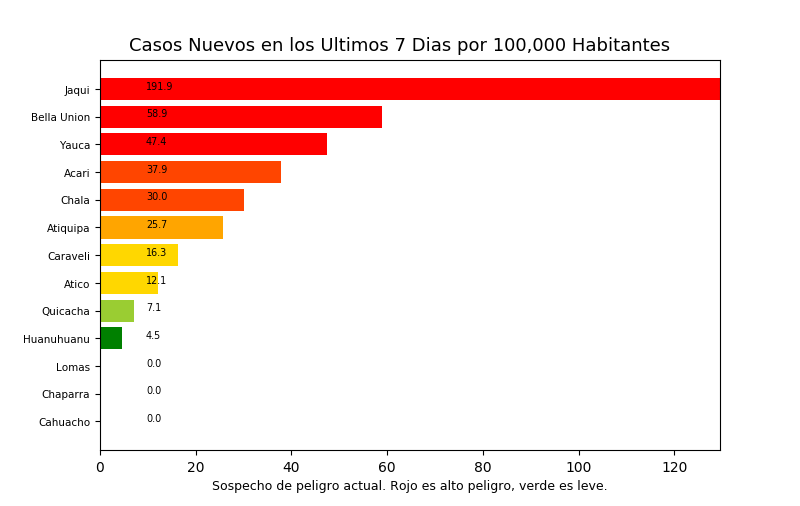 Casos Nuevos en los Ultimos 7 Dias por 100,000 Habitantes
Jaqui 191.9
Bella Union 58.9
Yauca 47.4
Acari 37.9
Chala 30.0
Atiquipa 25.7
Caraveli 16.3
Atico 12.1
Quicacha 7.1
Huanuhuanu 4.5
Lomas 0.0
Chaparra 0.0
Cahuacho 0.0
0 20 40 60 80 100 120
Sospecho de peligro actual. Rojo es alto peligro, verde es leve.